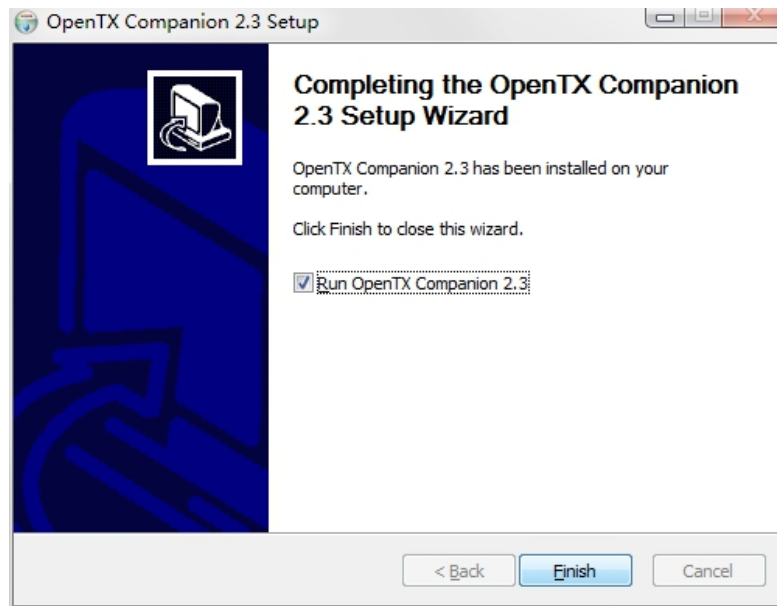 OpenTX Companion 2.3 Setup
Completing the OpenTX Companion
2.3 Setup Wizard
OpenTX Companion 2.3 has been installed on your
computer.
Click Finish to close this wizard.
Run OpenTX Companion 2.3
< Back
Finish
Cancel